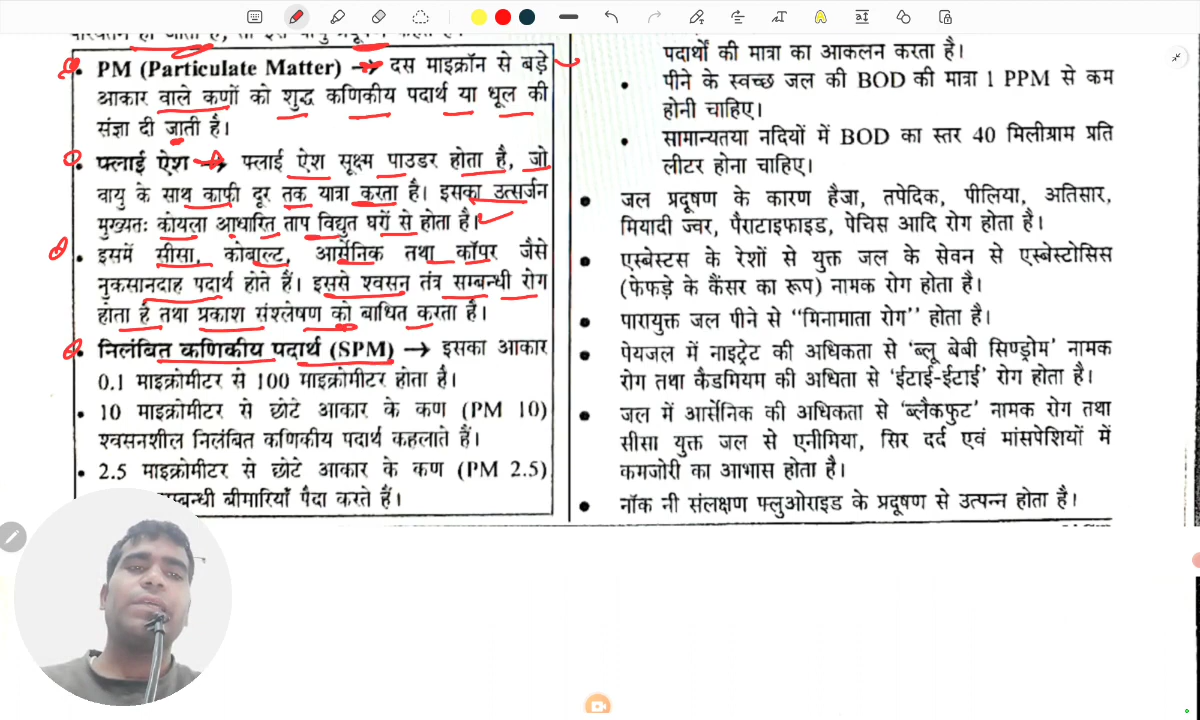 • PM (Particulate Matter) → दस माइक्रॉन से बड़े
आकार वाले कणों को शुद्ध कणिकीय पदार्थ या धूल की
संज्ञा दी जाती है।
• फ्लाई ऐश → फ्लाई ऐश सूक्ष्म पाउडर होता है, जो
वायु के साथ काफी दूर तक यात्रा करता है। इसका उत्सर्जन
मुख्यतः कोयला आधारित ताप विद्युत घरों से होता है।
• इसमें सीसा, कोबाल्ट, आर्सेनिक तथा कॉपर जैसे
नुकसानदाह पदार्थ होते हैं। इससे श्वसन तंत्र सम्बन्धी रोग
होता है तथा प्रकाश संश्लेषण को बाधित करता है।
• निलंबित कणिकीय पदार्थ (SPM) → इसका आकार
0.1 माइक्रोमीटर से 100 माइक्रोमीटर होता है।
• 10 माइक्रोमीटर से छोटे आकार के कण (PM 10)
श्वसनशील निलंबित कणिकीय पदार्थ कहलाते हैं।
• 2.5 माइक्रोमीटर से छोटे आकार के कण (PM 2.5)
बीमारियाँ पैदा करते हैं।
पदार्थों की मात्रा का आकलन करता है।
• पीने के स्वच्छ जल की BOD की मात्रा 1 PPM से कम
होनी चाहिए।
• सामान्यतया नदियों में BOD का स्तर 40 मिलीग्राम प्रति
लीटर होना चाहिए।
• जल प्रदूषण के कारण हैजा, तपेदिक, पीलिया, अतिसार,
मियादी ज्वर, पैराटाइफाइड, पेचिस आदि रोग होता है।
• एस्बेस्टस के रेशों से युक्त जल के सेवन से एस्बेस्टोसिस
(फेफड़े के कैंसर का रूप) नामक रोग होता है।
• पारायुक्त जल पीने से “मिनामाता रोग” होता है।
• पेयजल में नाइट्रेट की अधिकता से ‘ब्लू बेबी सिण्ड्रोम’ नामक
रोग तथा कैडमियम की अधिता से ‘ईटाई-ईटाई’ रोग होता है।
• जल में आर्सेनिक की अधिकता से ‘ब्लैकफुट’ नामक रोग तथा
सीसा युक्त जल से एनीमिया, सिर दर्द एवं मांसपेशियों में
कमजोरी का आभास होता है।
• नॉक नी संलक्षण फ्लुओराइड के प्रदूषण से उत्पन्न होता है।